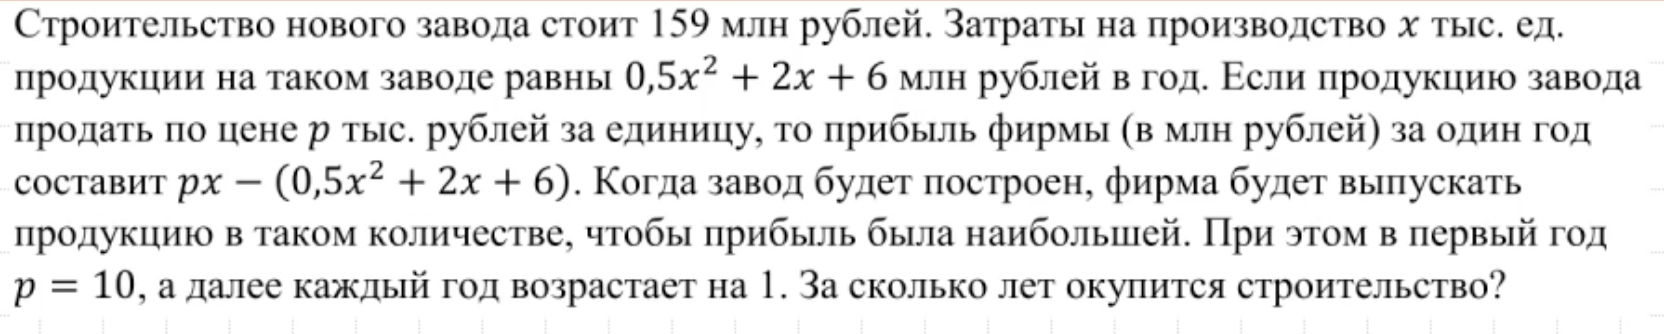 Строительство нового завода стоит 159 млн рублей. Затраты на производство x тыс. ед.
продукции на таком заводе равны 0,5x² + 2x + 6 млн рублей в год. Если продукцию завода
продать по цене p тыс. рублей за единицу, то прибыль фирмы (в млн рублей) за один год
составит px − (0,5x² + 2x + 6). Когда завод будет построен, фирма будет выпускать
продукцию в таком количестве, чтобы прибыль была наибольшей. При этом в первый год
p = 10, а далее каждый год возрастает на 1. За сколько лет окупится строительство?